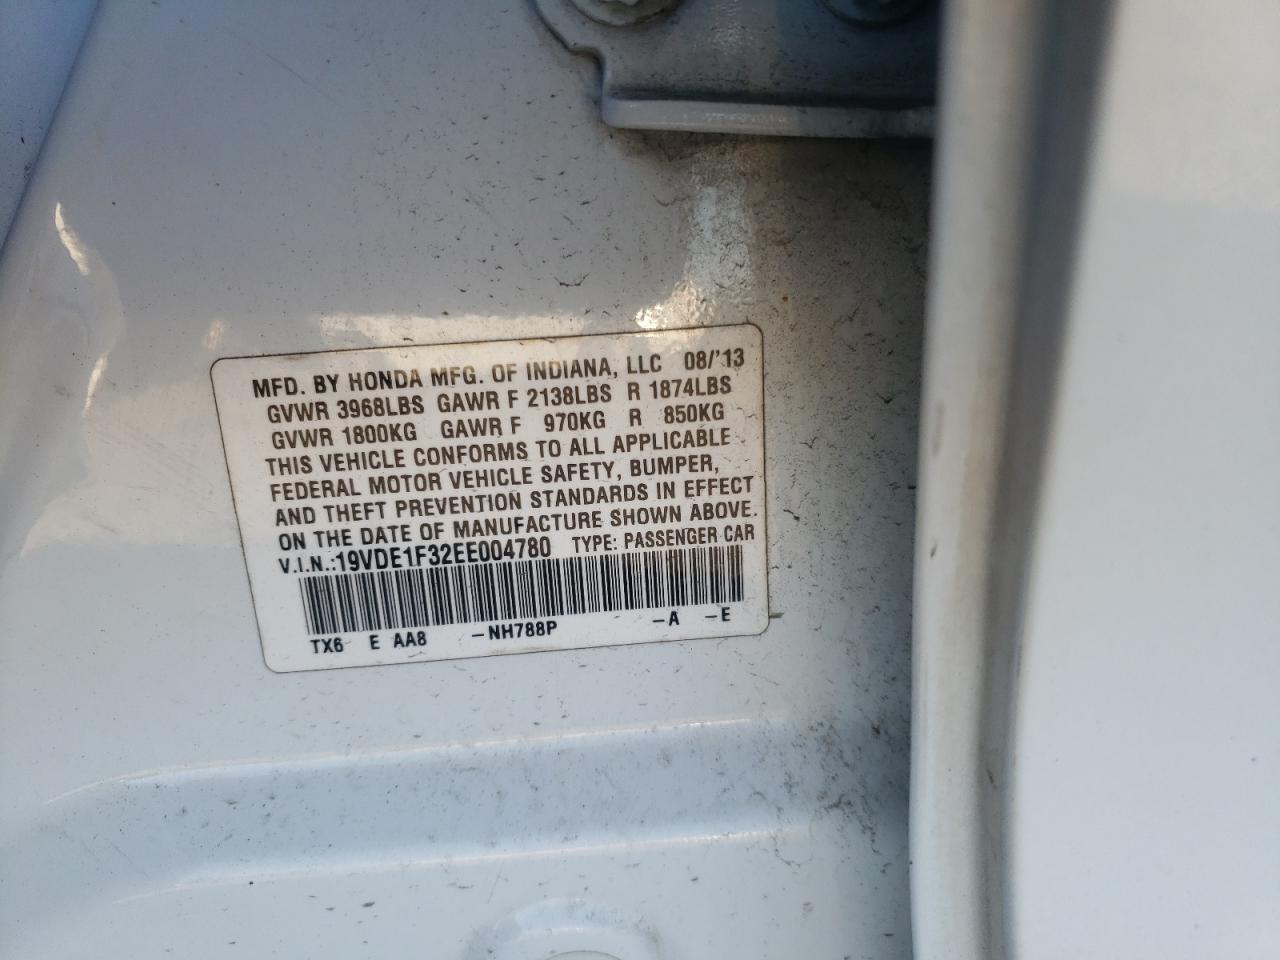 MFD. BY HONDA MFG. OF INDIANA, LLC 08/'13
GVWR 3968LBS GAWR F 2138LBS R 1874LBS
GVWR 1800KG GAWR F 970KG R 850KG
THIS VEHICLE CONFORMS TO ALL APPLICABLE
FEDERAL MOTOR VEHICLE SAFETY, BUMPER,
AND THEFT PREVENTION STANDARDS IN EFFECT
ON THE DATE OF MANUFACTURE SHOWN ABOVE.
V.I.N.:19VDE1F32EE004780 TYPE: PASSENGER CAR
TX6 E AA8 -NH788P -A -E